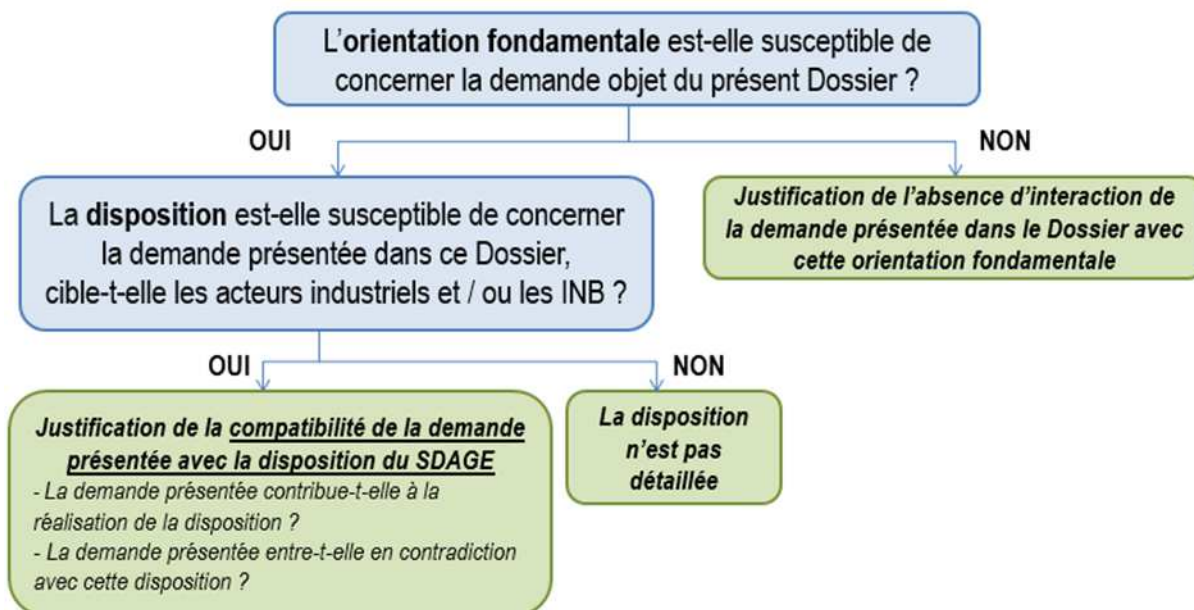 L'orientation fondamentale est-elle susceptible de
concerner la demande objet du présent Dossier ?
OUI
NON
La disposition est-elle susceptible de concerner
la demande présentée dans ce Dossier,
cible-t-elle les acteurs industriels et / ou les INB ?
Justification de l'absence d'interaction de
la demande présentée dans le Dossier avec
cette orientation fondamentale
OUI
NON
Justification de la compatibilité de la demande
présentée avec la disposition du SDAGE
- La demande présentée contribue-t-elle à la
réalisation de la disposition ?
- La demande présentée entre-t-elle en contradiction
avec cette disposition ?
La disposition
n'est pas
détaillée